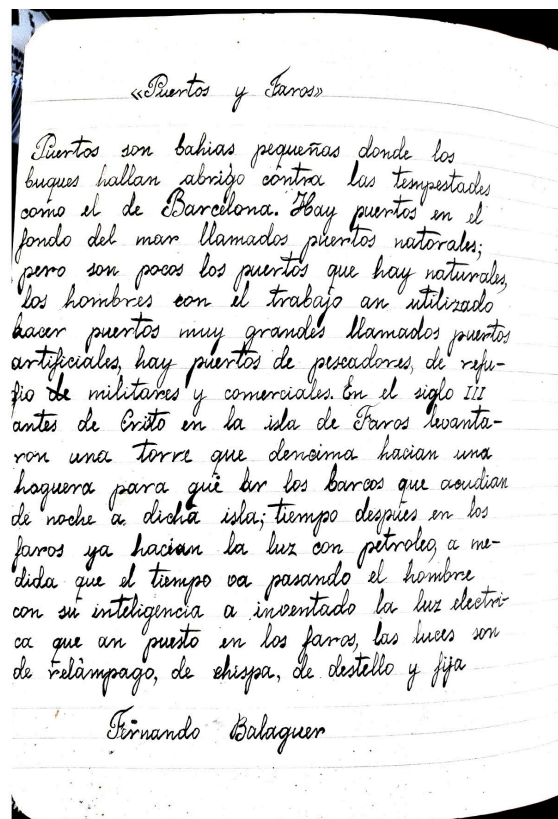 «Puertos y Faros»
Puertos son bahias pequeñas donde los
buques hallan abrigo contra las tempestades
como el de Barcelona. Hay puertos en el
fondo del mar llamados puertos natorales;
pero son pocos los puertos que hay naturales,
los hombres con el trabajo an utilizado
hacer puertos muy grandes llamados puertos
artificiales, hay puertos de pescadores, de refu-
gio de militares y comerciales. En el siglo III
antes de Cristo en la isla de Faros levanta-
ron una torre que dencima hacian una
hoguera para los barcos que acudian
de noche a dicha isla; tiempo despues en los
faros ya hacian la luz con petroleo, a me-
dida que el tiempo va pasando el hombre
con su inteligencia a inventado la luz electri-
ca que an puesto en los faros, las luces son
de relàmpago, de chispa, de destello y fija
Fernando Balaguer